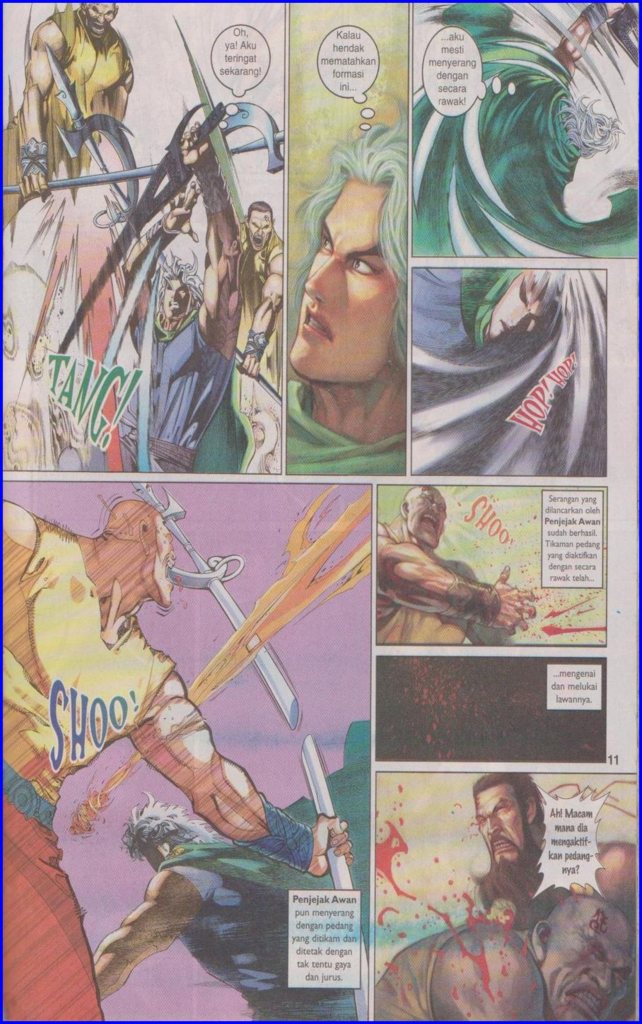 Oh,
ya! Aku
teringat
sekarang!
Kalau
hendak
mematahkan
formasi
ini...
...aku
mesti
menyerang
dengan
secara
rawak!
TANG!
HOP! HOP!
SHOO!
Serangan yang
dilancarkan oleh
Penjejak Awan
sudah berhasil.
Tikaman pedang
yang diaktifkan
dengan secara
rawak telah...
SHOO!
...mengenai
dan melukai
lawannya.
11
Penjejak Awan
pun menyerang
dengan pedang
yang ditikam dan
ditetak dengan
tak tentu gaya
dan jurus.
Ah! Macam
mana dia
mengaktif-
kan pedang-
nya?